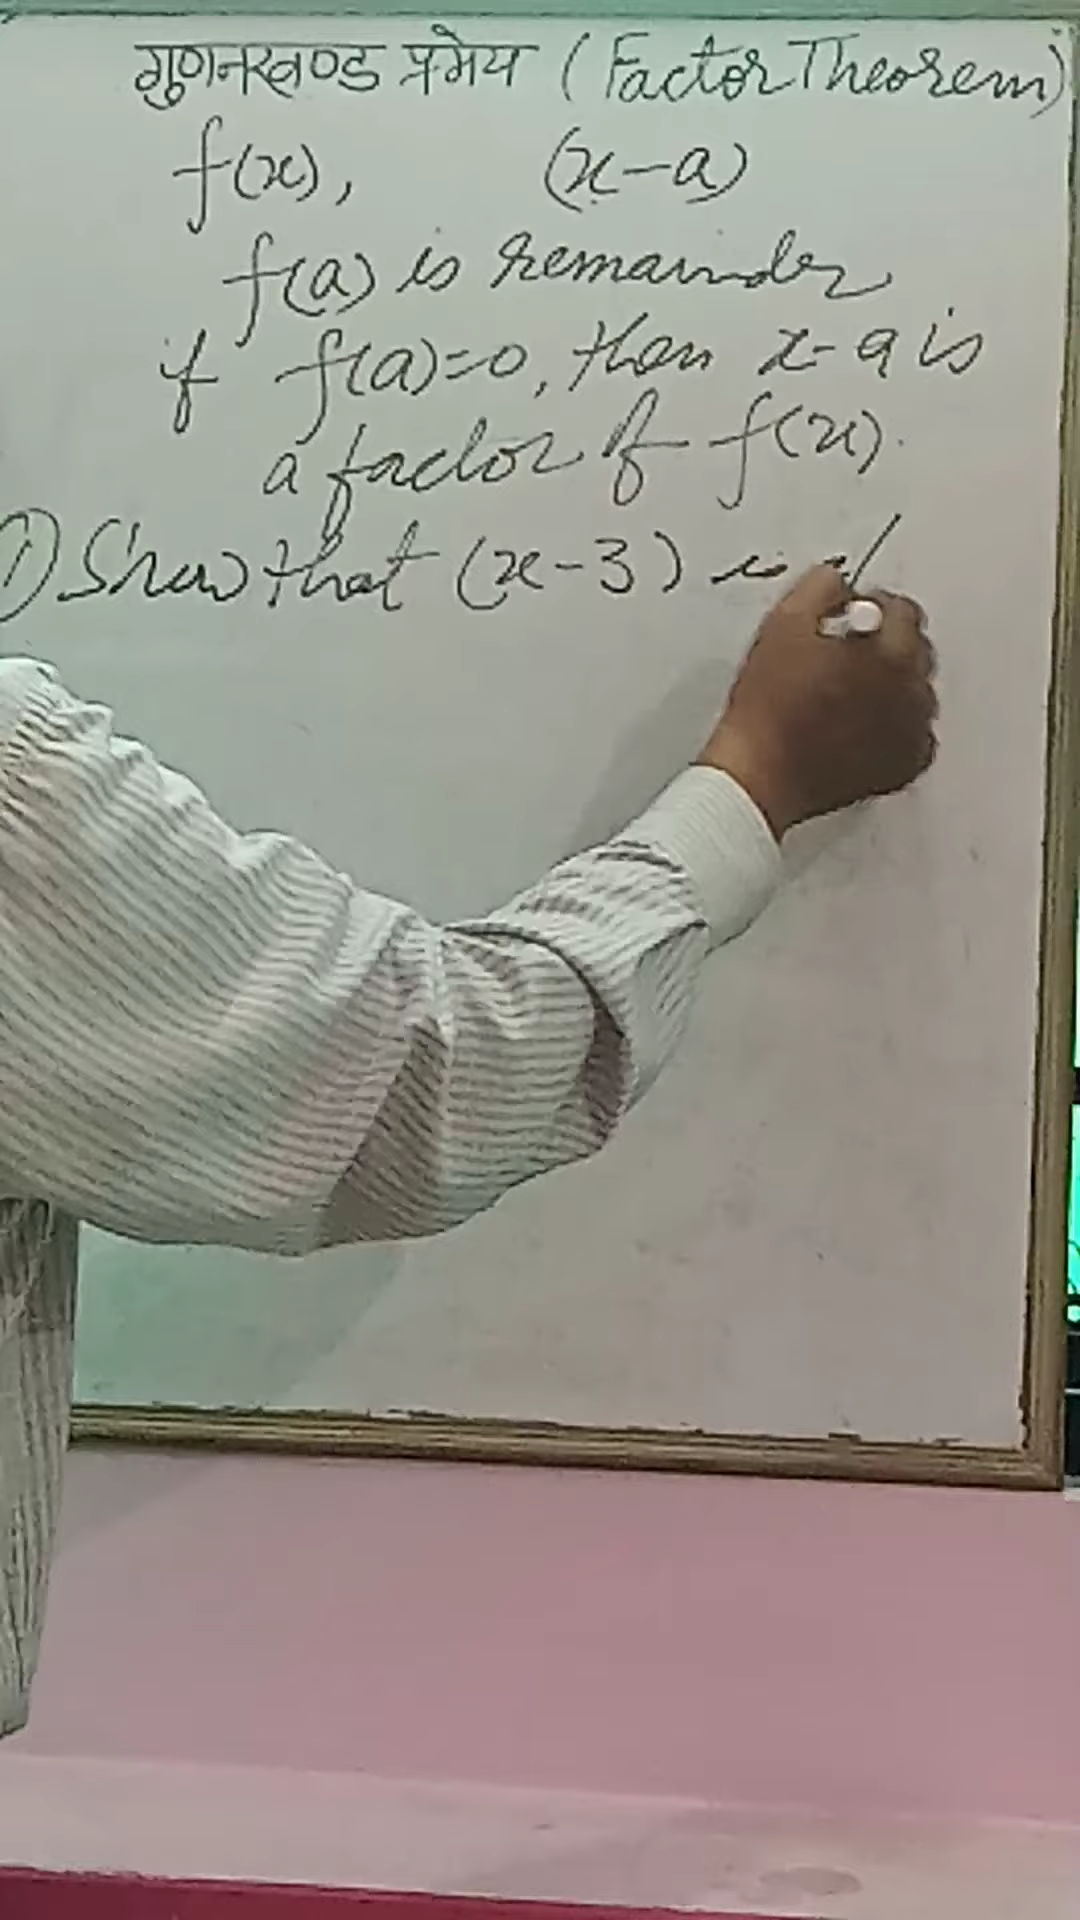 गुणनखण्ड प्रमेय (Factor Theorem)
f(x), (x-a)
f(a) is remainder
if f(a)=0, then x-a is
a factor of f(x).
1) Show that (x-3) is